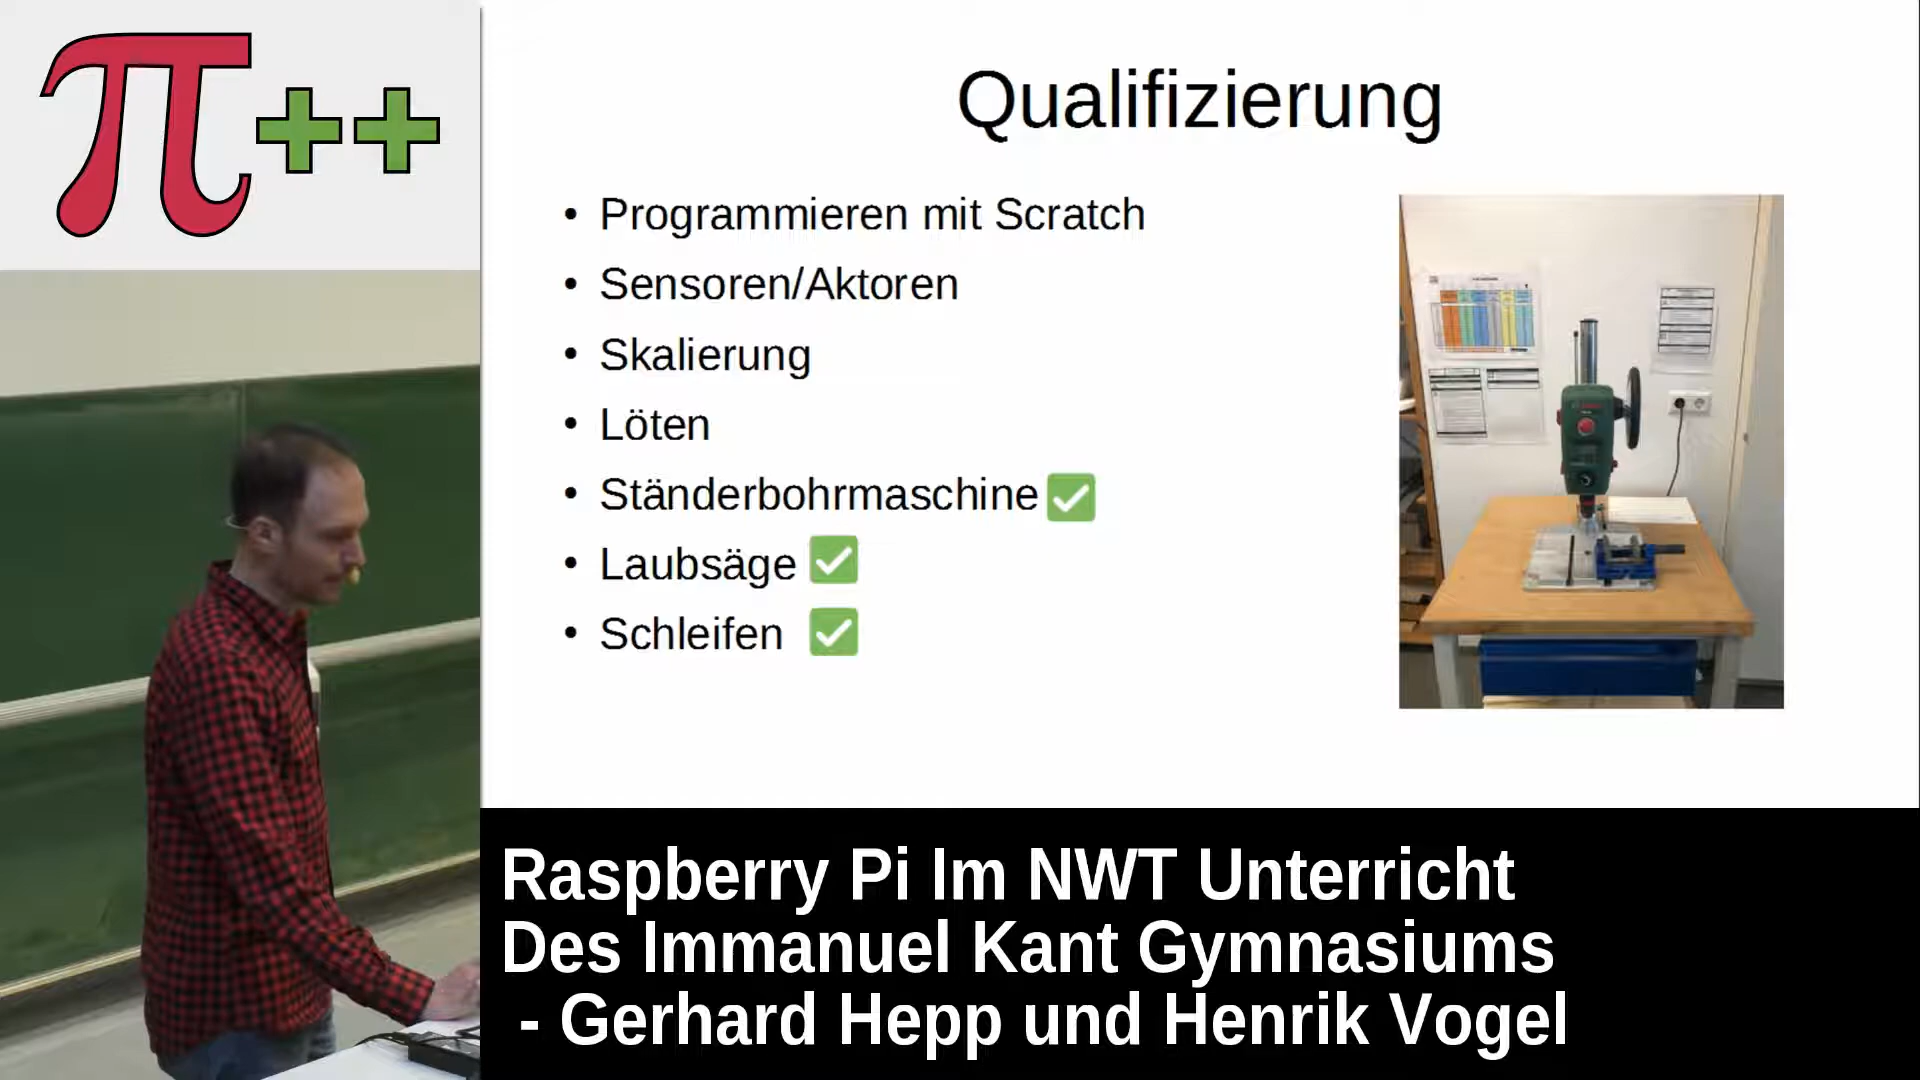 π++
Qualifizierung
• Programmieren mit Scratch
• Sensoren/Aktoren
• Skalierung
• Löten
• Ständerbohrmaschine ✅
• Laubsäge ✅
• Schleifen ✅
Raspberry Pi Im NWT Unterricht
Des Immanuel Kant Gymnasiums
- Gerhard Hepp und Henrik Vogel